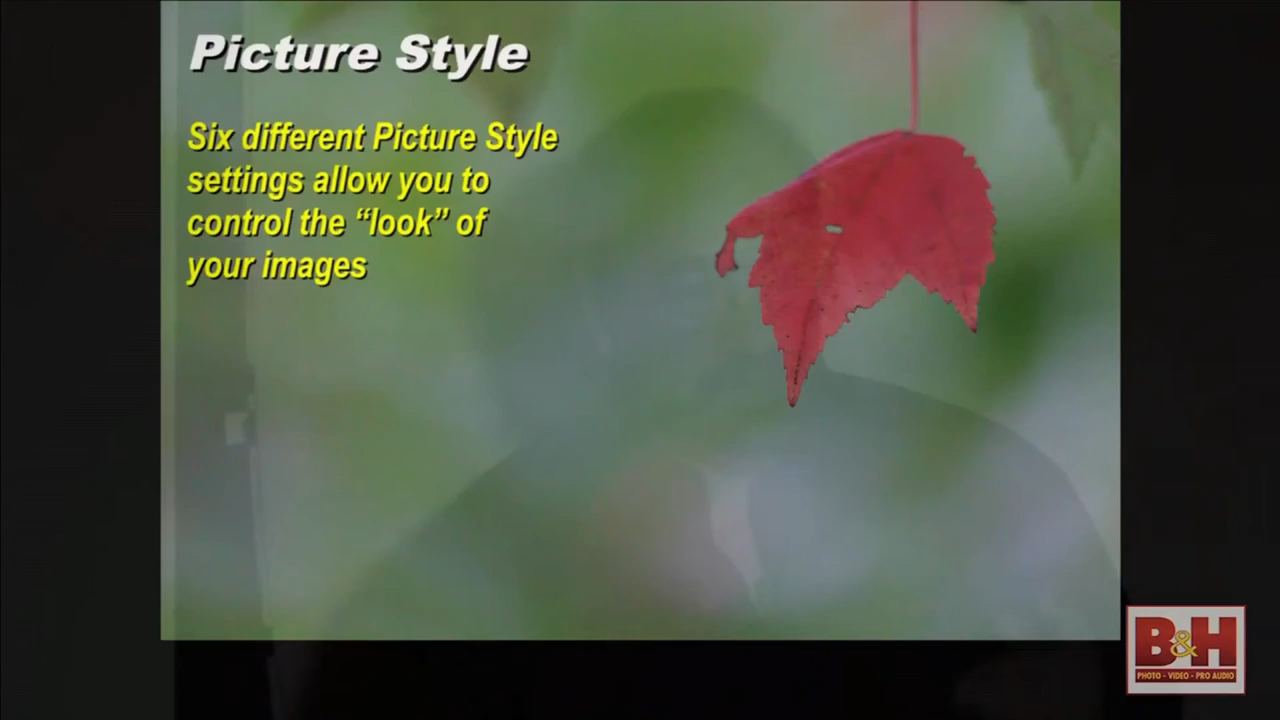 Picture Style
Six different Picture Style
settings allow you to
control the “look” of
your images
B&H
PHOTO - VIDEO - PRO AUDIO